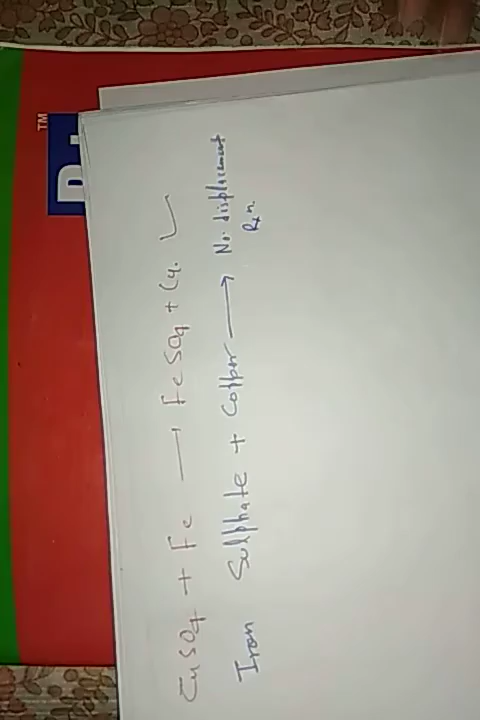 CuSO4 + Fe → FeSO4 + Cu. ✓
Iron Sulphate + Copper → No displacement
Rxn.
TM